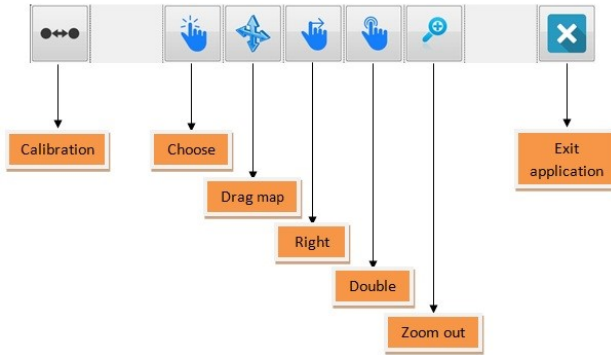 Calibration
Choose
Exit
application
Drag map
Right
Double
Zoom out